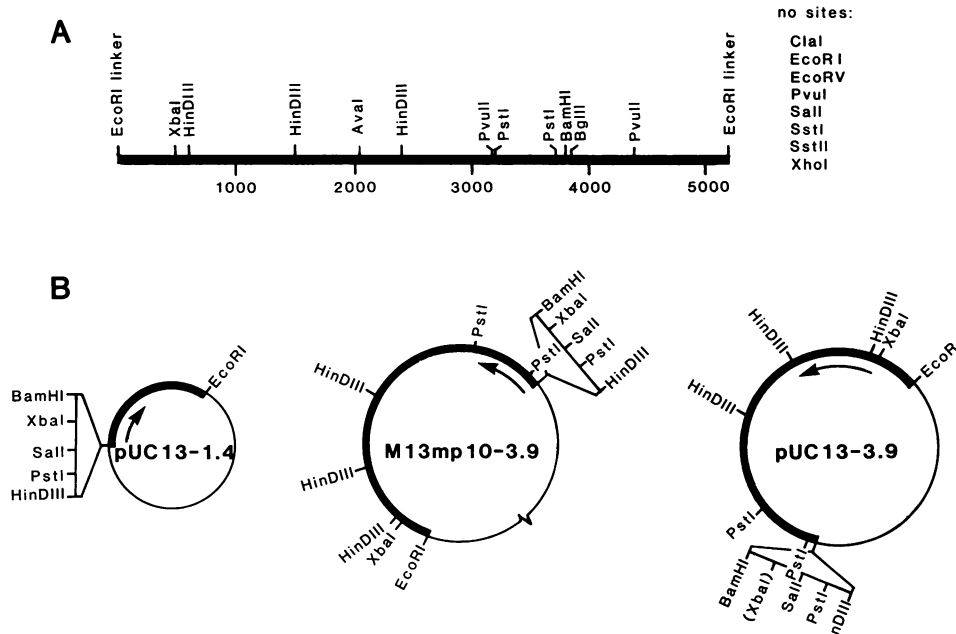 A
EcoRI linker
XbaI
HinDIII
HinDIII
AvaI
HinDIII
PvuII
PstI
PstI
BamHI
BglII
PvuII
EcoRI linker
1000
2000
3000
4000
5000
no sites:
ClaI
EcoRI
EcoRV
PvuI
SalI
SstI
SstII
XhoI
B
BamHI
XbaI
SalI
PstI
HinDIII
EcoRI
pUC13-1.4
PstI
BamHI
XbaI
SalI
PstI
HinDIII
PstI
HinDIII
HinDIII
HinDIII
XbaI
EcoRI
M13mp10-3.9
HinDIII
HinDIII
XbaI
EcoR
HinDIII
PstI
PstI
BamHI
(XbaI)
SalI
PstI
inDIII
pUC13-3.9